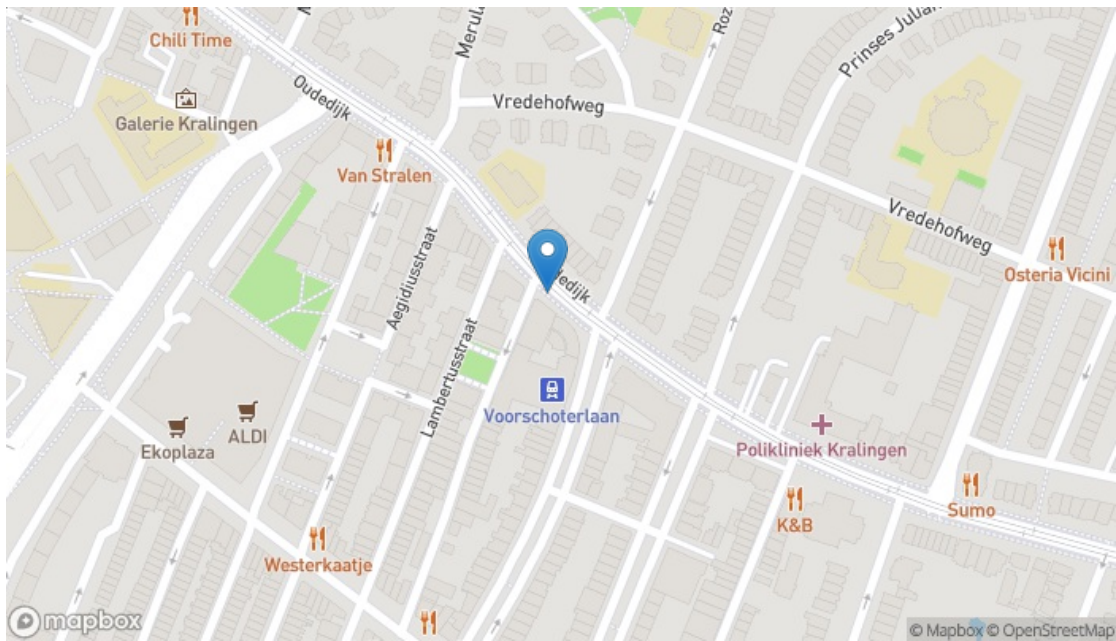 Chili Time
Oudedijk
Galerie Kralingen
Van Stralen
Aegidiusstraat
Lambertusstraat
Vredehofweg
Vredehofweg
Osteria Vicini
Voorschoterlaan
Ekoplaza
ALDI
Polikliniek Kralingen
K&B
Sumo
Westerkaatje
mapbox
© Mapbox © OpenStreetMap